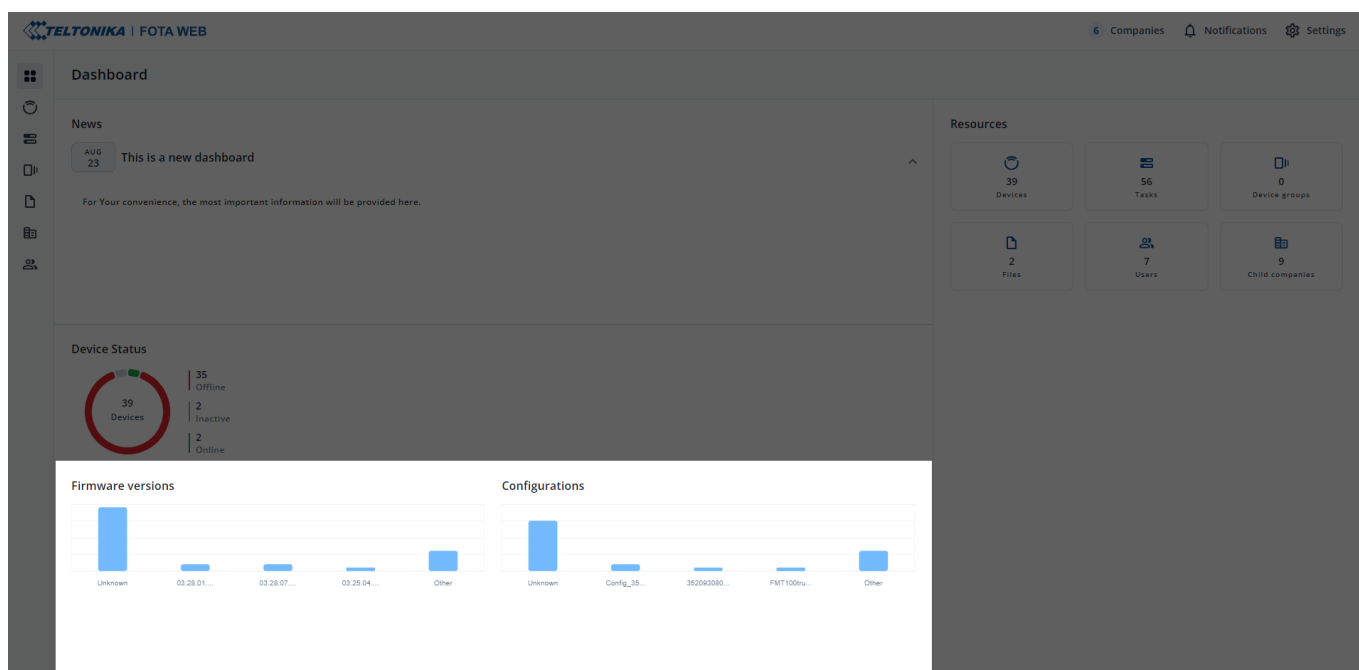 TELTONIKA | FOTA WEB
6 Companies Notifications Settings
Dashboard
News
AUG
23
This is a new dashboard
For Your convenience, the most important information will be provided here.
Resources
39
Devices
56
Tasks
0
Device groups
2
Files
7
Users
9
Child companies
Device Status
39
Devices
35
Offline
2
Inactive
2
Online
Firmware versions
Unknown 03.28.01.... 03.28.07.... 03.25.04.... Other
Configurations
Unknown Config_35... 352093080... FMT100tru... Other